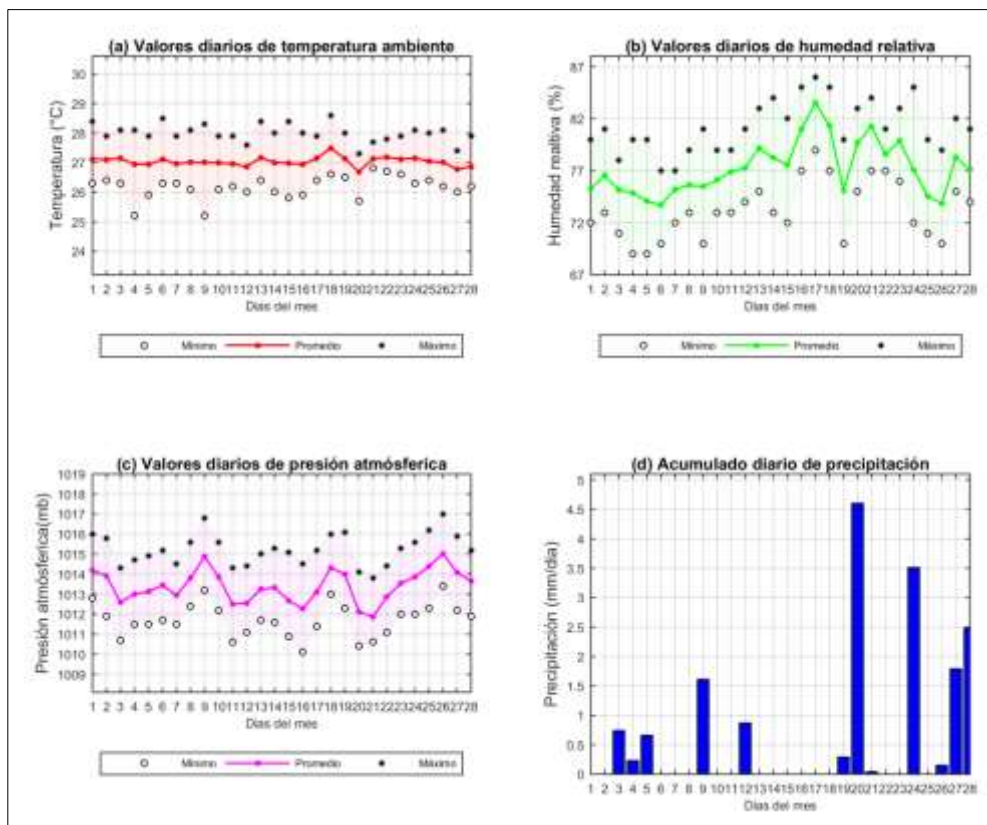 (a) Valores diarios de temperatura ambiente
30
29
28
27
26
25
24
Temperatura (°C)
1 2 3 4 5 6 7 8 9 10 11 12 13 14 15 16 17 18 19 20 21 22 23 24 25 26 27 28
Dias del mes
Mínimo Promedio Máximo
(b) Valores diarios de humedad relativa
87
82
77
72
67
Humedad realtiva (%)
1 2 3 4 5 6 7 8 9 10 11 12 13 14 15 16 17 18 19 20 21 22 23 24 25 26 27 28
Dias del mes
Mínimo Promedio Máximo
(c) Valores diarios de presión atmósferica
1019
1018
1017
1016
1015
1014
1013
1012
1011
1010
1009
Presión atmósferica(mb)
1 2 3 4 5 6 7 8 9 10 11 12 13 14 15 16 17 18 19 20 21 22 23 24 25 26 27 28
Dias del mes
Mínimo Promedio Máximo
(d) Acumulado diario de precipitación
5
4.5
3.5
2.5
1.5
1
0.5
0
Precipitación (mm/dia)
1 2 3 4 5 6 7 8 9 10 11 12 13 14 15 16 17 18 19 20 21 22 23 24 25 26 27 28
Dias del mes